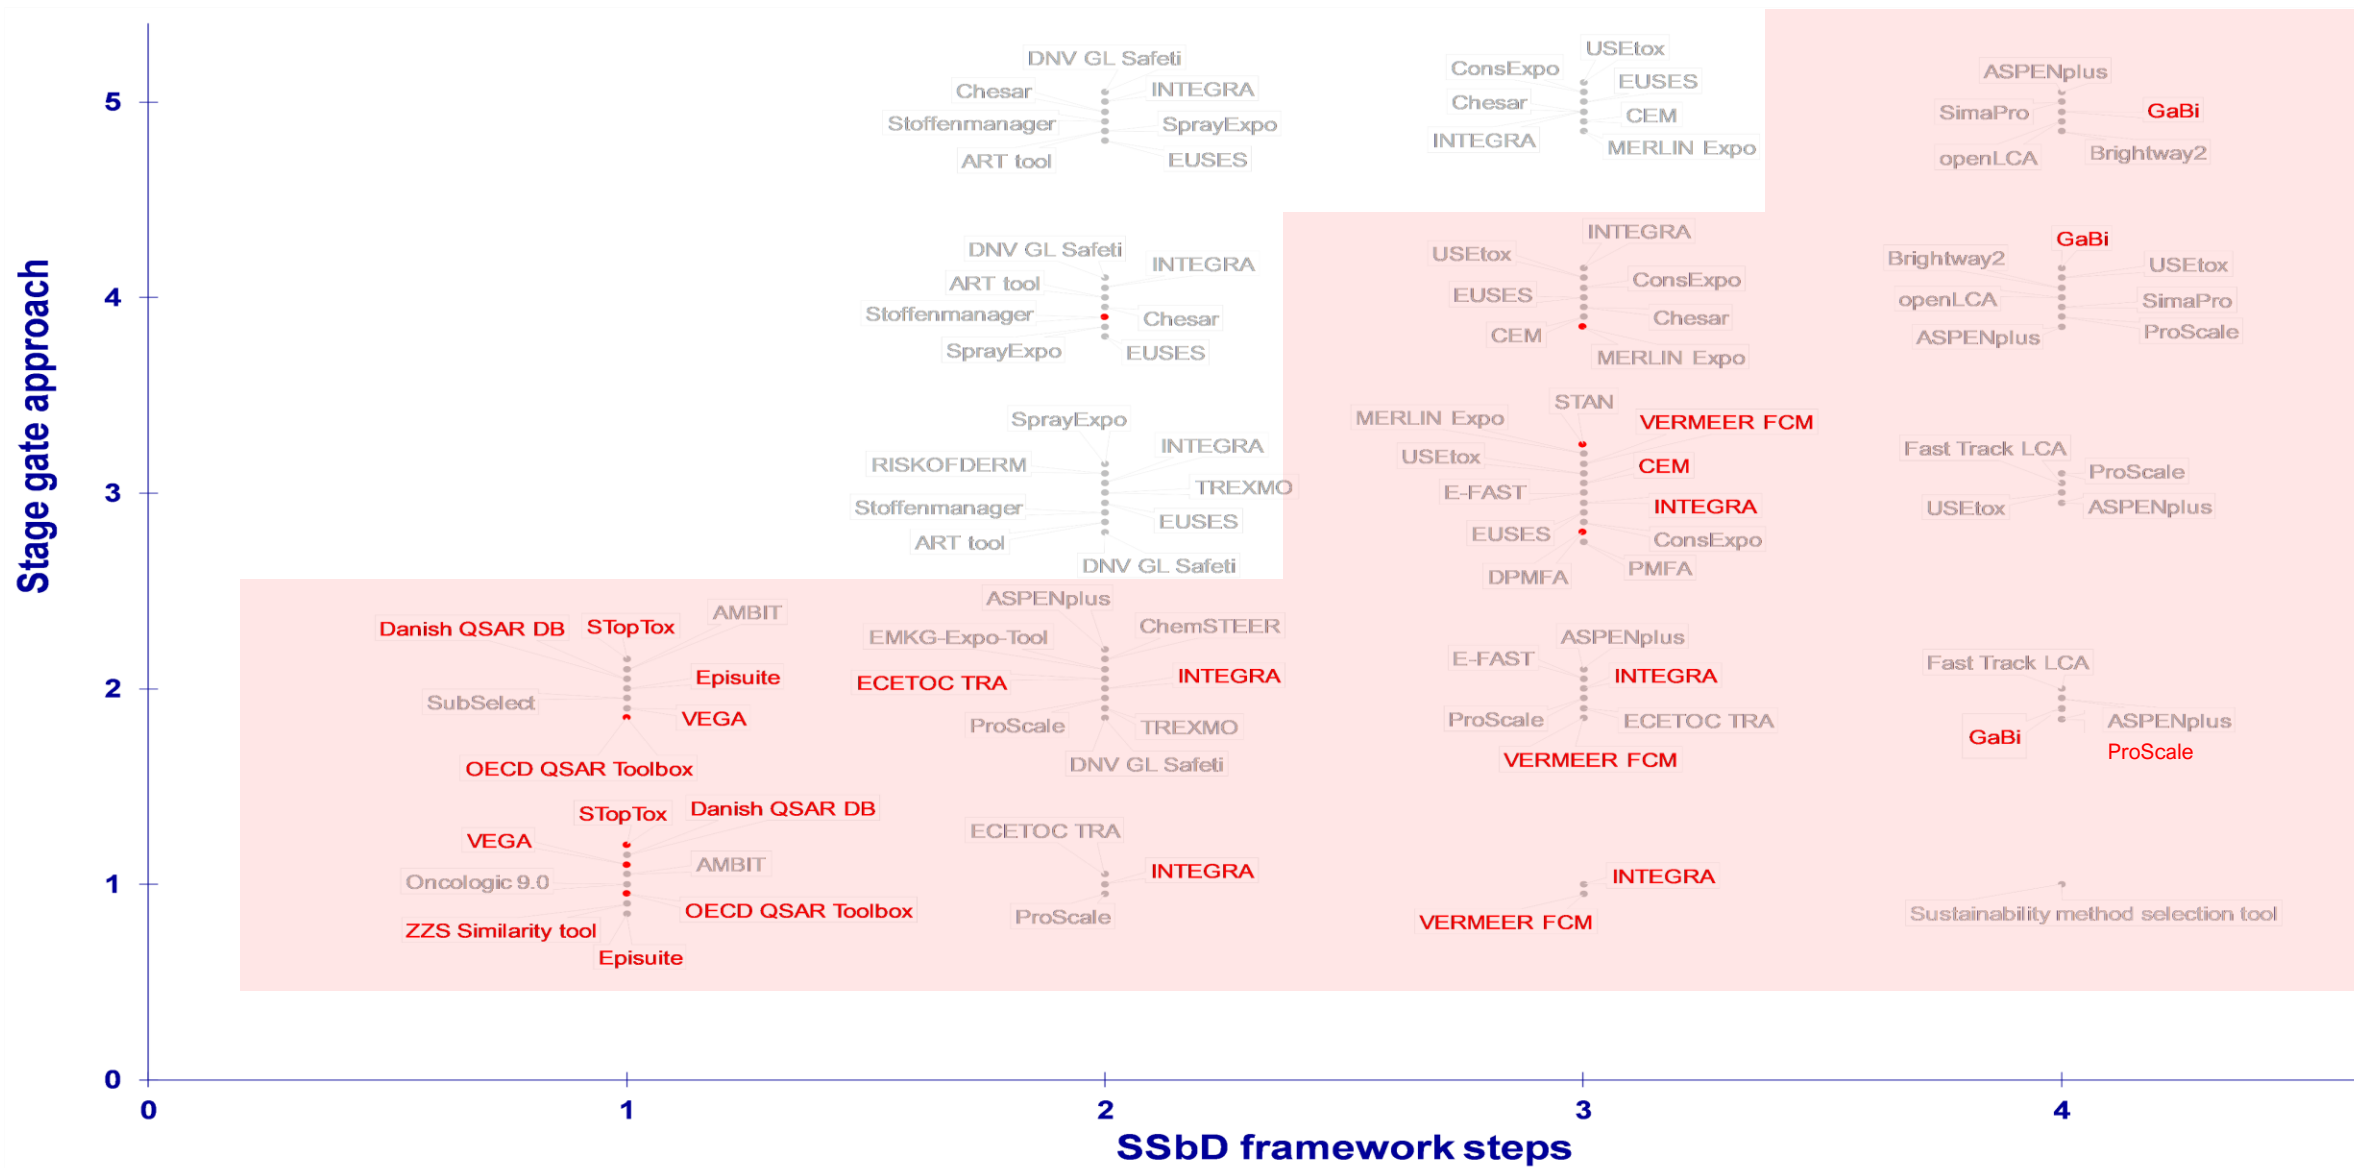 Stage gate approach
5
4
3
2
1
0
DNV GL Safeti
Chesar
INTEGRA
Stoffenmanager
SprayExpo
ART tool
EUSES
USEtox
ConsExpo
EUSES
Chesar
CEM
INTEGRA
MERLIN Expo
ASPENplus
SimaPro
GaBi
openLCA
Brightway2
DNV GL Safeti
INTEGRA
ART tool
Stoffenmanager
Chesar
SprayExpo
EUSES
INTEGRA
USEtox
ConsExpo
EUSES
Chesar
CEM
MERLIN Expo
GaBi
Brightway2
USEtox
openLCA
SimaPro
ASPENplus
ProScale
SprayExpo
INTEGRA
RISKOFDERM
TREXMO
Stoffenmanager
EUSES
ART tool
DNV GL Safeti
STAN
MERLIN Expo
VERMEER FCM
USEtox
CEM
E-FAST
INTEGRA
EUSES
ConsExpo
DPMFA
PMFA
Fast Track LCA
ProScale
USEtox
ASPENplus
AMBIT
Danish QSAR DB
STopTox
Episuite
SubSelect
VEGA
OECD QSAR Toolbox
ASPENplus
EMKG-Expo-Tool
ChemSTEER
ECETOC TRA
INTEGRA
ProScale
TREXMO
DNV GL Safeti
ASPENplus
E-FAST
INTEGRA
ProScale
ECETOC TRA
VERMEER FCM
Fast Track LCA
ASPENplus
GaBi
ProScale
STopTox
Danish QSAR DB
VEGA
AMBIT
Oncologic 9.0
OECD QSAR Toolbox
ZZS Similarity tool
Episuite
ECETOC TRA
INTEGRA
ProScale
INTEGRA
VERMEER FCM
Sustainability method selection tool
0
1
2
3
4
SSbD framework steps